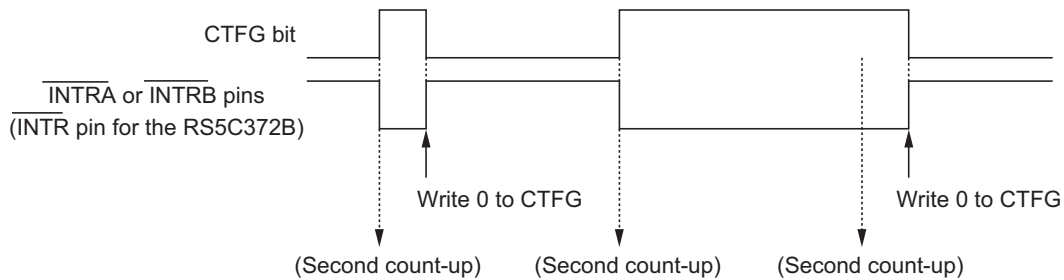 CTFG bit
INTRA or INTRB pins
(INTR pin for the RS5C372B)
Write 0 to CTFG
Write 0 to CTFG
(Second count-up)
(Second count-up)
(Second count-up)